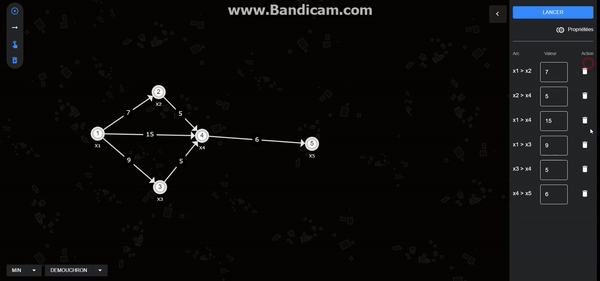 www.Bandicam.com
LANCER
Propriétées
Arc Valeur Action
x1 > x2 7
x2 > x4 5
x1 > x4 15
x1 > x3 9
x3 > x4 5
x4 > x5 6
2
X2
7
5
1
X1
15
4
X4
6
5
X5
9
5
3
X3
MIN
DEMOUCHRON